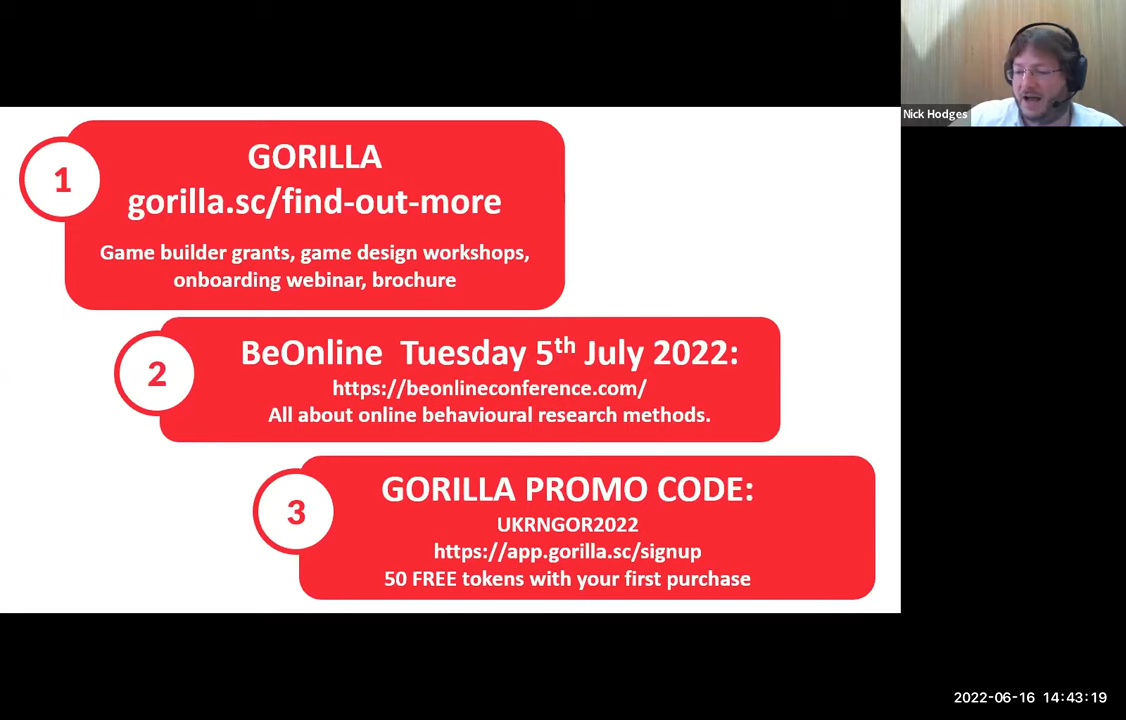 Nick Hodges
1
GORILLA
gorilla.sc/find-out-more
Game builder grants, game design workshops,
onboarding webinar, brochure
2
BeOnline Tuesday 5th July 2022:
https://beonlineconference.com/
All about online behavioural research methods.
3
GORILLA PROMO CODE:
UKRNGOR2022
https://app.gorilla.sc/signup
50 FREE tokens with your first purchase
2022-06-16 14:43:19